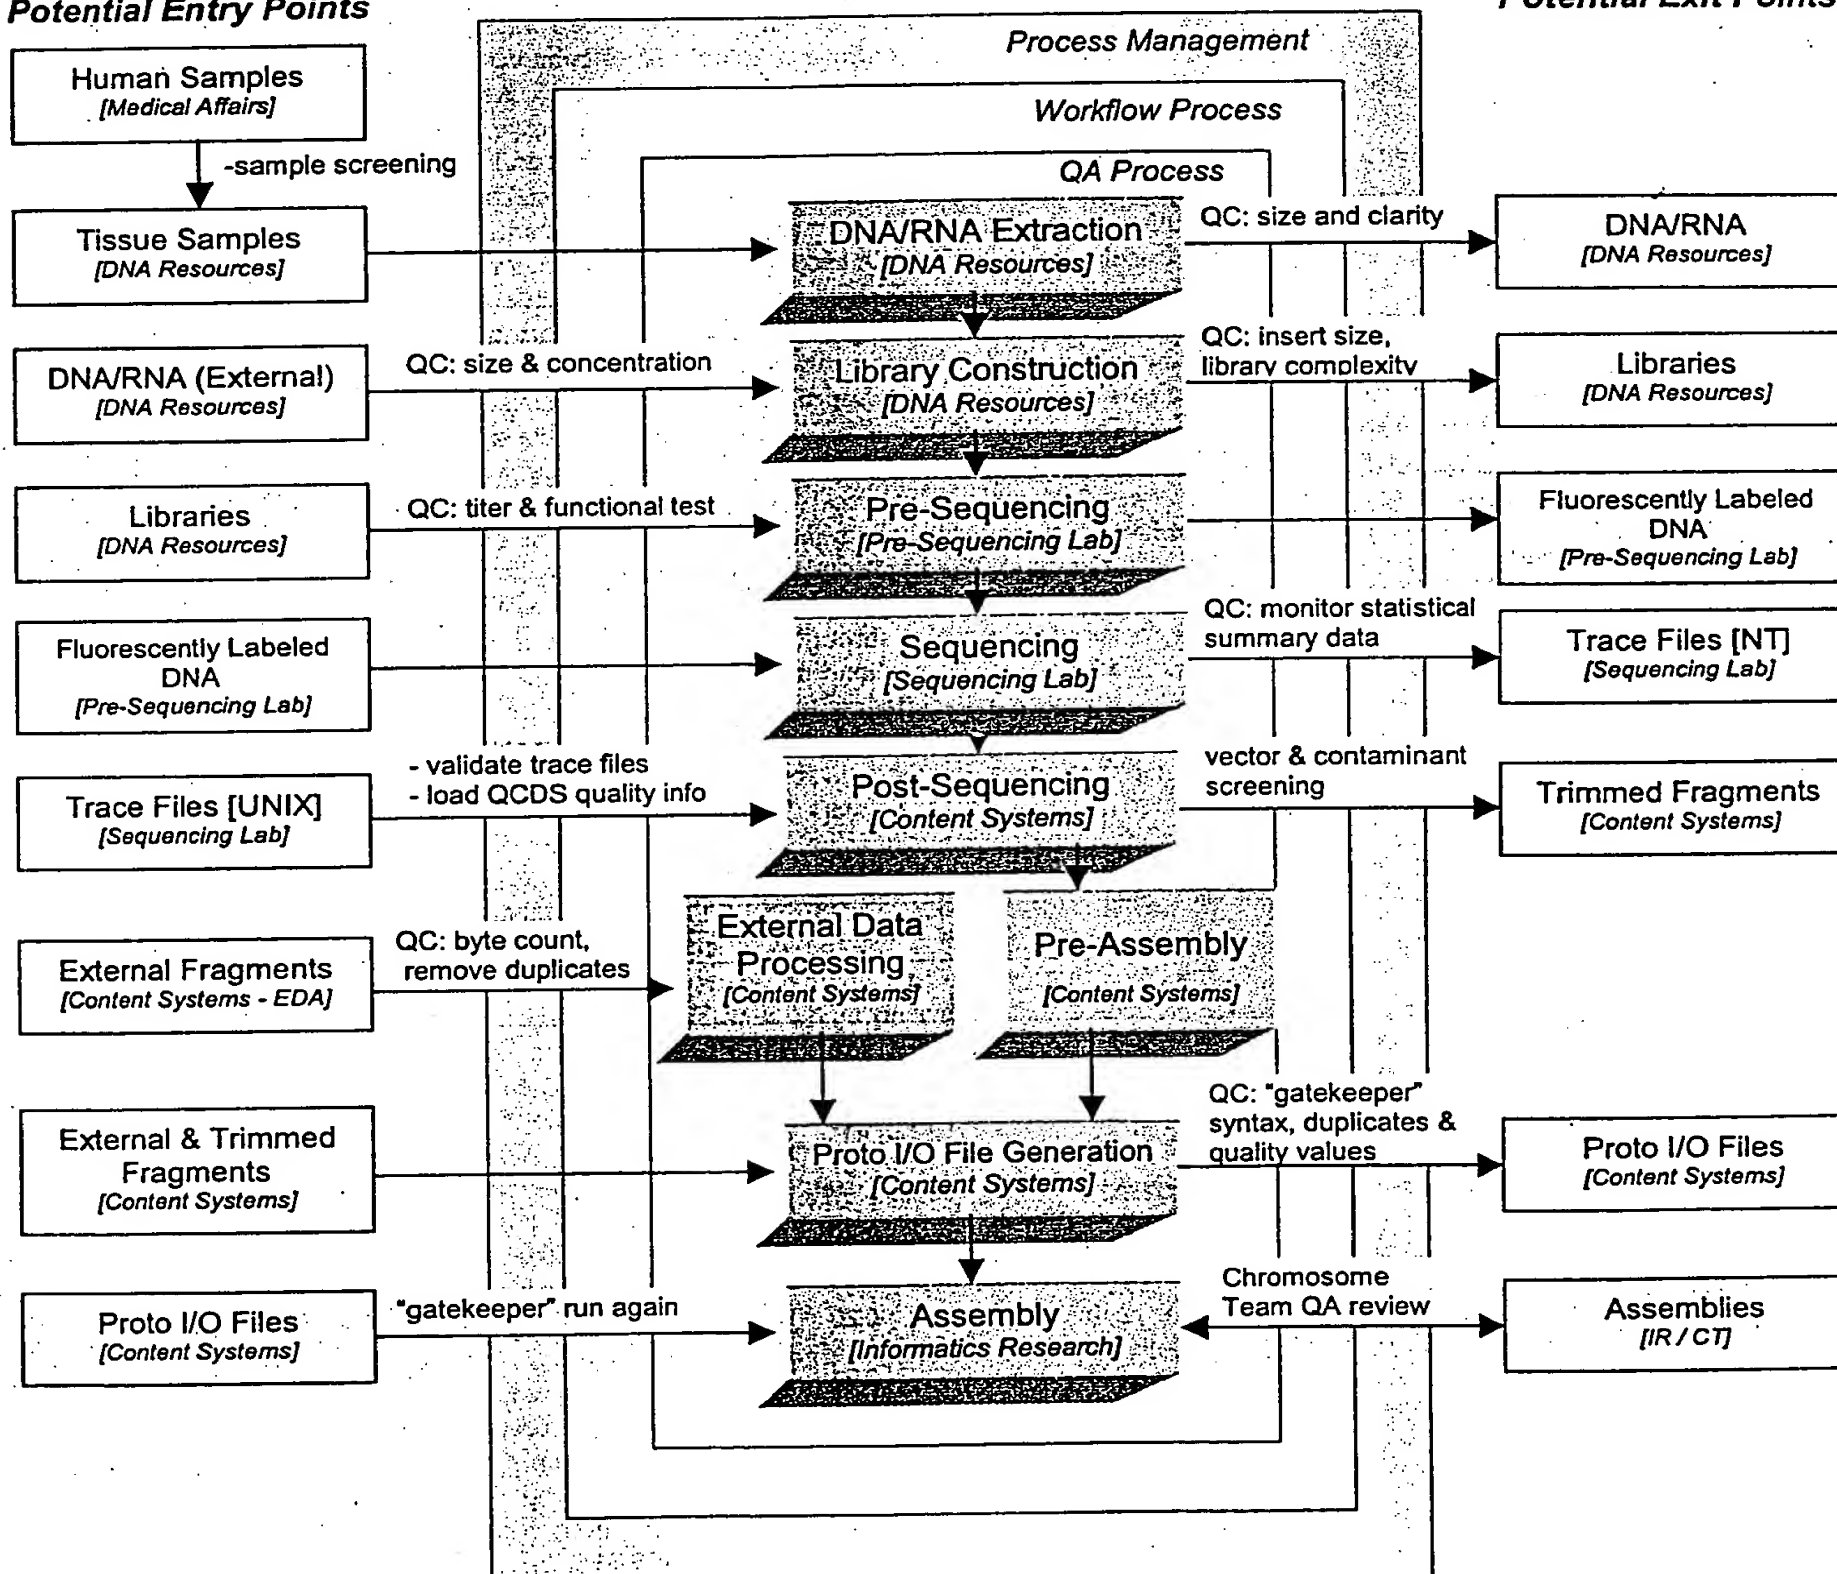 Potential Entry Points
Potential Exit Points
Process Management
Workflow Process
QA Process
Human Samples
[Medical Affairs]
-sample screening
Tissue Samples
[DNA Resources]
DNA/RNA Extraction
[DNA Resources]
QC: size and clarity
DNA/RNA
[DNA Resources]
DNA/RNA (External)
[DNA Resources]
QC: size & concentration
Library Construction
[DNA Resources]
QC: insert size,
library complexity
Libraries
[DNA Resources]
Libraries
[DNA Resources]
QC: titer & functional test
Pre-Sequencing
[Pre-Sequencing Lab]
Fluorescently Labeled
DNA
[Pre-Sequencing Lab]
Fluorescently Labeled
DNA
[Pre-Sequencing Lab]
Sequencing
[Sequencing Lab]
QC: monitor statistical
summary data
Trace Files [NT]
[Sequencing Lab]
Trace Files [UNIX]
[Sequencing Lab]
- validate trace files
- load QCDS quality info
Post-Sequencing
[Content Systems]
vector & contaminant
screening
Trimmed Fragments
[Content Systems]
External Fragments
[Content Systems - EDA]
QC: byte count,
remove duplicates
External Data
Processing
[Content Systems]
Pre-Assembly
[Content Systems]
External & Trimmed
Fragments
[Content Systems]
Proto I/O File Generation
[Content Systems]
QC: "gatekeeper"
syntax, duplicates &
quality values
Proto I/O Files
[Content Systems]
Proto I/O Files
[Content Systems]
"gatekeeper" run again
Assembly
[Informatics Research]
Chromosome
Team QA review
Assemblies
[IR / CT]